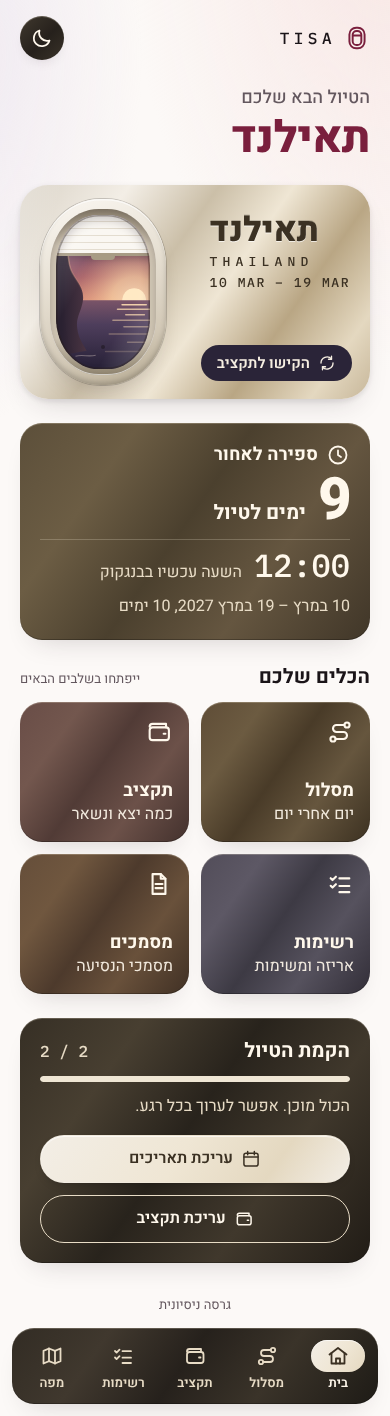 TISA
הטיול הבא שלכם
תאילנד
תאילנד
THAILAND
10 MAR – 19 MAR
הקישו לתקציב
ספירה לאחור
9 ימים לטיול
12:00 השעה עכשיו בבנגקוק
10 במרץ – 19 במרץ 2027, 10 ימים
הכלים שלכם
ייפתחו בשלבים הבאים
מסלול
יום אחרי יום
תקציב
כמה יצא ונשאר
רשימות
אריזה ומשימות
מסמכים
מסמכי הנסיעה
הקמת הטיול
2 / 2
הכול מוכן. אפשר לערוך בכל רגע.
עריכת תאריכים
עריכת תקציב
גרסה ניסיונית
בית
מסלול
תקציב
רשימות
מפה